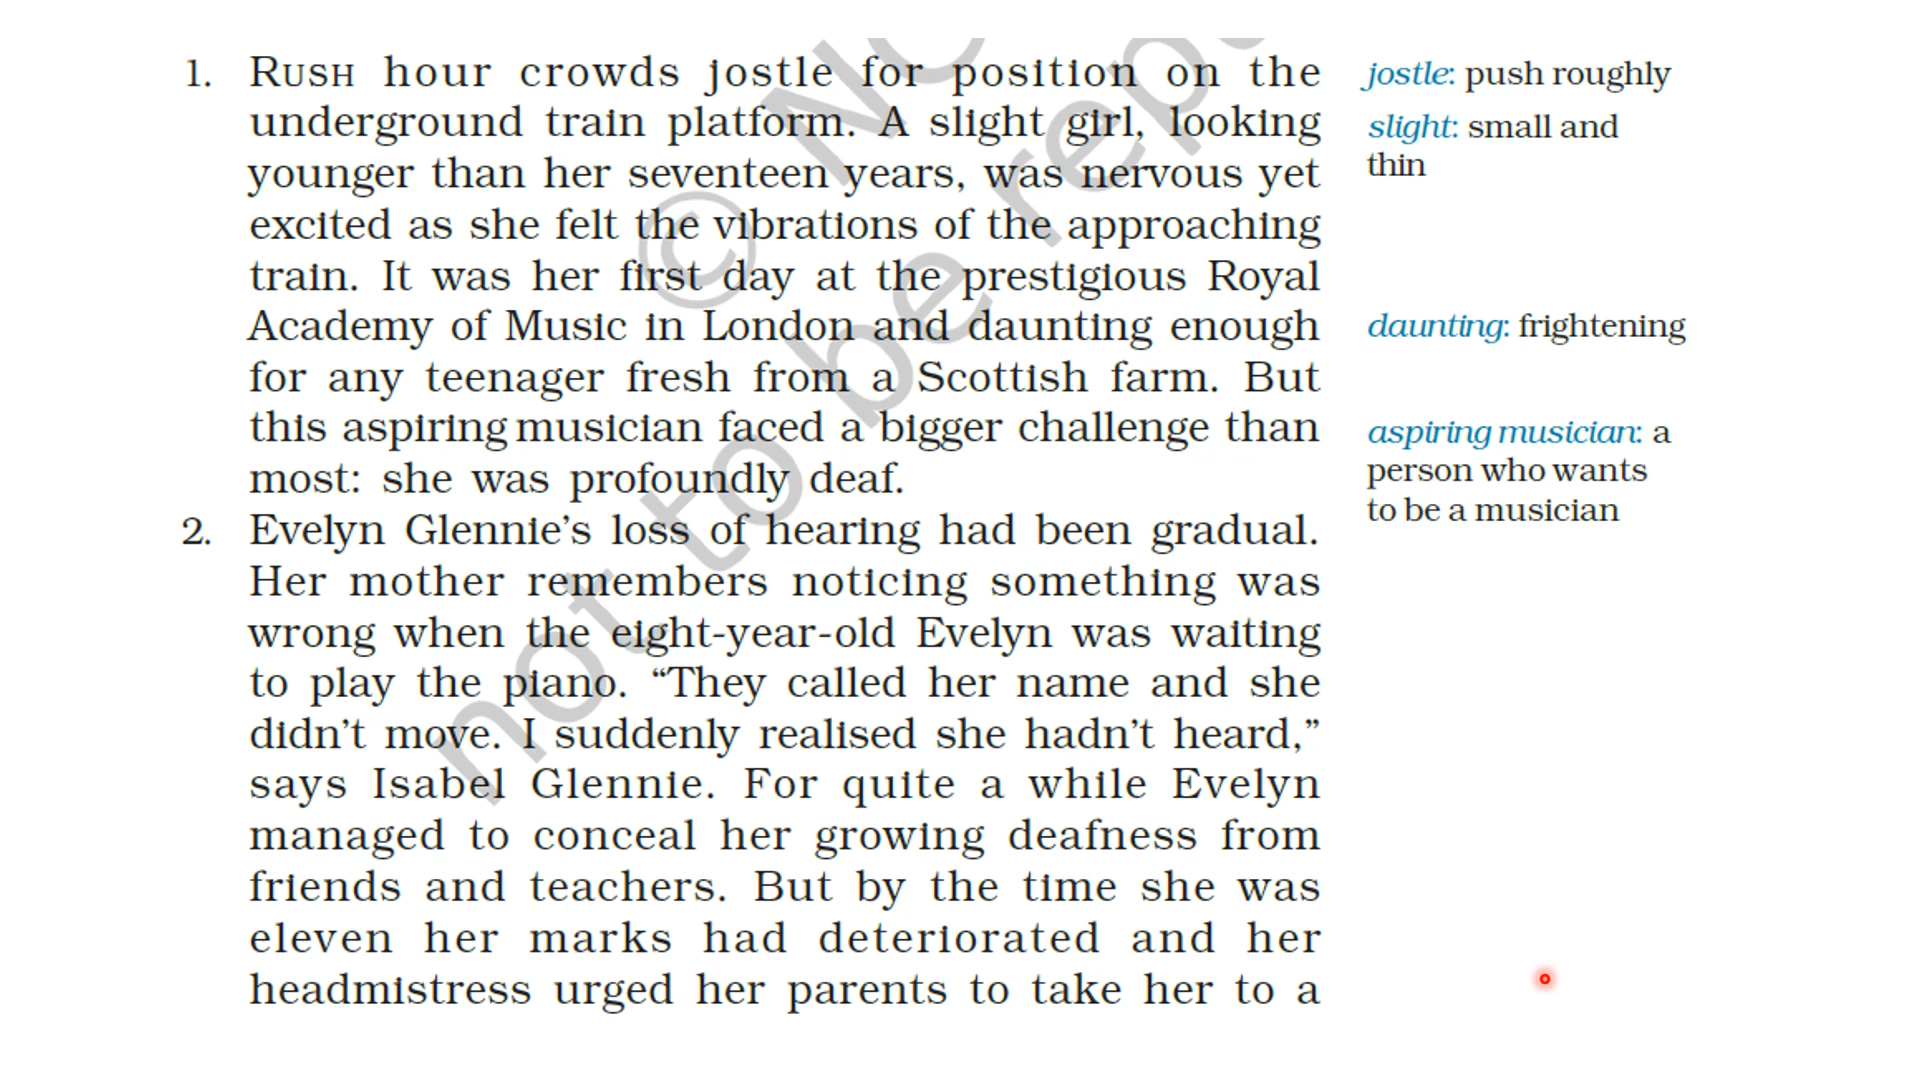 1. RUSH hour crowds jostle for position on the
underground train platform. A slight girl, looking
younger than her seventeen years, was nervous yet
excited as she felt the vibrations of the approaching
train. It was her first day at the prestigious Royal
Academy of Music in London and daunting enough
for any teenager fresh from a Scottish farm. But
this aspiring musician faced a bigger challenge than
most: she was profoundly deaf.
2. Evelyn Glennie’s loss of hearing had been gradual.
Her mother remembers noticing something was
wrong when the eight-year-old Evelyn was waiting
to play the piano. “They called her name and she
didn’t move. I suddenly realised she hadn’t heard,”
says Isabel Glennie. For quite a while Evelyn
managed to conceal her growing deafness from
friends and teachers. But by the time she was
eleven her marks had deteriorated and her
headmistress urged her parents to take her to a
jostle: push roughly
slight: small and
thin
daunting: frightening
aspiring musician: a
person who wants
to be a musician
©
not to be